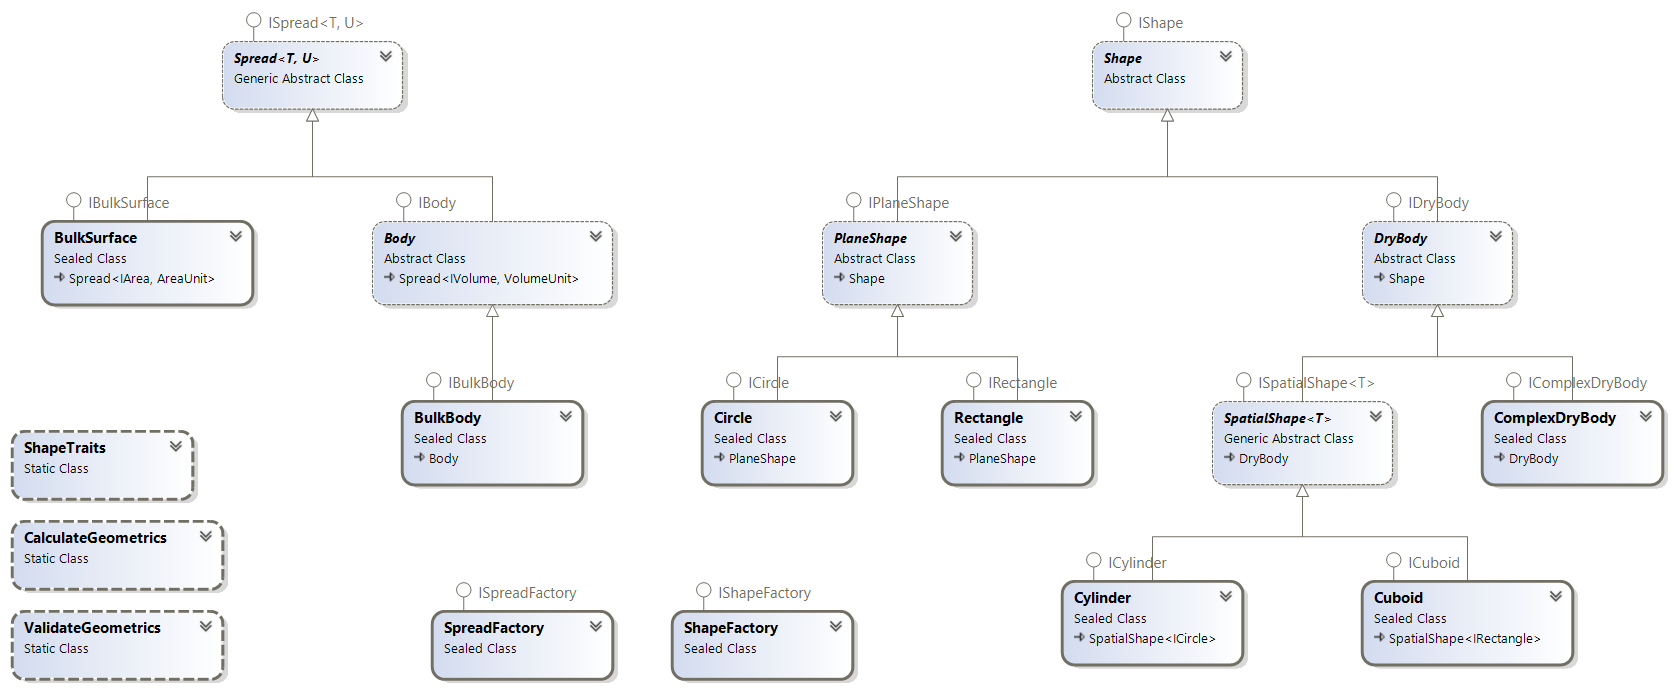 ISpread<T, U>
Spread<T, U>
Generic Abstract Class
IShape
Shape
Abstract Class
IBulkSurface
BulkSurface
Sealed Class
Spread<IArea, AreaUnit>
IBody
Body
Abstract Class
Spread<IVolume, VolumeUnit>
IPlaneShape
PlaneShape
Abstract Class
Shape
IDryBody
DryBody
Abstract Class
Shape
IBulkBody
BulkBody
Sealed Class
Body
ICircle
Circle
Sealed Class
PlaneShape
IRectangle
Rectangle
Sealed Class
PlaneShape
ISpatialShape<T>
SpatialShape<T>
Generic Abstract Class
DryBody
IComplexDryBody
ComplexDryBody
Sealed Class
DryBody
ShapeTraits
Static Class
CalculateGeometrics
Static Class
ValidateGeometrics
Static Class
ISpreadFactory
SpreadFactory
Sealed Class
IShapeFactory
ShapeFactory
Sealed Class
ICylinder
Cylinder
Sealed Class
SpatialShape<ICircle>
ICuboid
Cuboid
Sealed Class
SpatialShape<IRectangle>